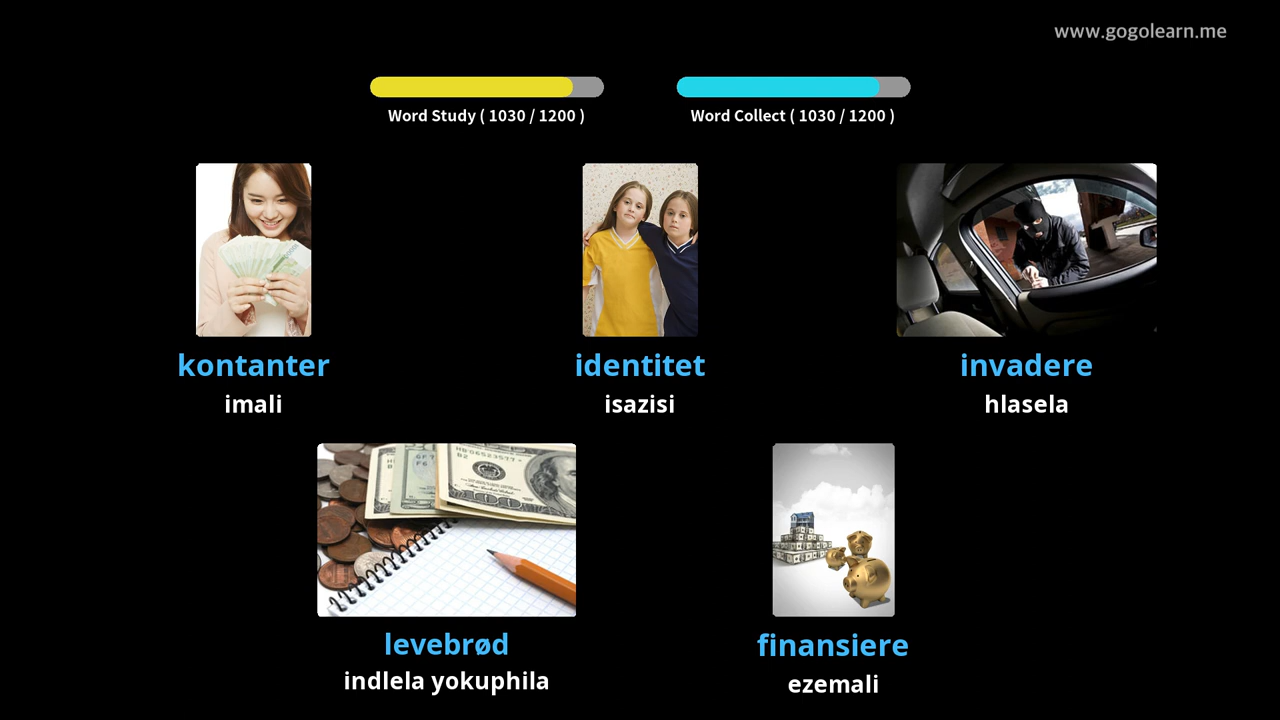 www.gogolearn.me
Word Study ( 1030 / 1200 )
Word Collect ( 1030 / 1200 )
kontanter
imali
identitet
isazisi
invadere
hlasela
levebrød
indlela yokuphila
finansiere
ezemali